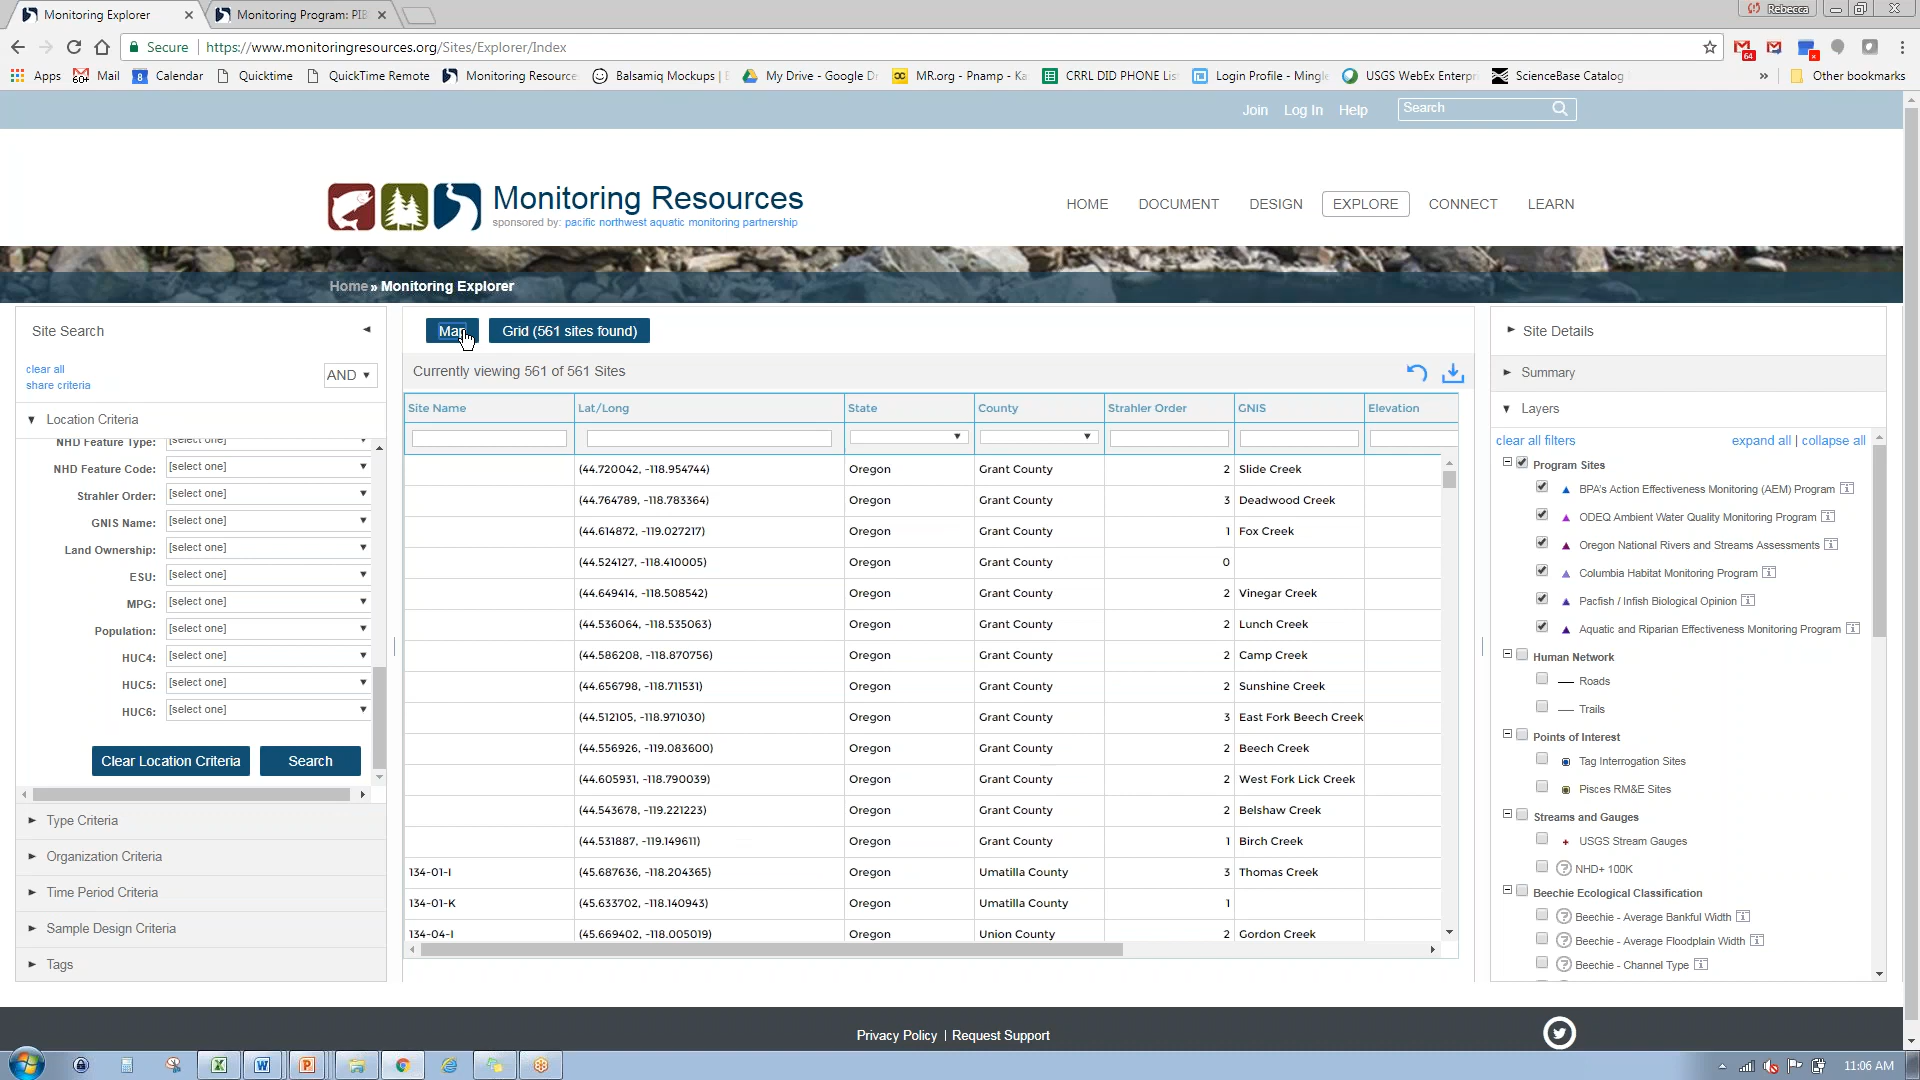 Monitoring Explorer
Monitoring Program: PIB
Rebecca
Secure
https://www.monitoringresources.org/Sites/Explorer/Index
64
Apps
60+
Mail
8
Calendar
Quicktime
QuickTime Remote
Monitoring Resource
Balsamiq Mockups |
My Drive - Google Dr
MR.org - Pnamp - Ka
CRRL DID PHONE List
Login Profile - Mingle
USGS WebEx Enterpri
ScienceBase Catalog
»
Other bookmarks
Join
Log In
Help
Search
Monitoring Resources
sponsored by: pacific northwest aquatic monitoring partnership
HOME
DOCUMENT
DESIGN
EXPLORE
CONNECT
LEARN
Home » Monitoring Explorer
Site Search
clear all
share criteria
AND
Location Criteria
NHD Feature Type: [select one]
NHD Feature Code: [select one]
Strahler Order: [select one]
GNIS Name: [select one]
Land Ownership: [select one]
ESU: [select one]
MPG: [select one]
Population: [select one]
HUC4: [select one]
HUC5: [select one]
HUC6: [select one]
Clear Location Criteria
Search
Type Criteria
Organization Criteria
Time Period Criteria
Sample Design Criteria
Tags
Map
Grid (561 sites found)
Currently viewing 561 of 561 Sites
Site Name Lat/Long State County Strahler Order GNIS Elevation
(44.720042, -118.954744) Oregon Grant County 2 Slide Creek
(44.764789, -118.783364) Oregon Grant County 3 Deadwood Creek
(44.614872, -119.027217) Oregon Grant County 1 Fox Creek
(44.524127, -118.410005) Oregon Grant County 0
(44.649414, -118.508542) Oregon Grant County 2 Vinegar Creek
(44.536064, -118.535063) Oregon Grant County 2 Lunch Creek
(44.586208, -118.870756) Oregon Grant County 2 Camp Creek
(44.656798, -118.711531) Oregon Grant County 2 Sunshine Creek
(44.512105, -118.971030) Oregon Grant County 3 East Fork Beech Creek
(44.556926, -119.083600) Oregon Grant County 2 Beech Creek
(44.605931, -118.790039) Oregon Grant County 2 West Fork Lick Creek
(44.543678, -119.221223) Oregon Grant County 2 Belshaw Creek
(44.531887, -119.149611) Oregon Grant County 1 Birch Creek
134-01-I (45.687636, -118.204365) Oregon Umatilla County 3 Thomas Creek
134-01-K (45.633702, -118.140943) Oregon Umatilla County 1
134-04-I (45.669402, -118.005019) Oregon Union County 2 Gordon Creek
Site Details
Summary
Layers
clear all filters
expand all | collapse all
Program Sites
BPA's Action Effectiveness Monitoring (AEM) Program
ODEQ Ambient Water Quality Monitoring Program
Oregon National Rivers and Streams Assessments
Columbia Habitat Monitoring Program
Pacfish / Infish Biological Opinion
Aquatic and Riparian Effectiveness Monitoring Program
Human Network
Roads
Trails
Points of Interest
Tag Interrogation Sites
Pisces RM&E Sites
Streams and Gauges
USGS Stream Gauges
NHD+ 100K
Beechie Ecological Classification
Beechie - Average Bankful Width
Beechie - Average Floodplain Width
Beechie - Channel Type
Privacy Policy | Request Support
11:06 AM